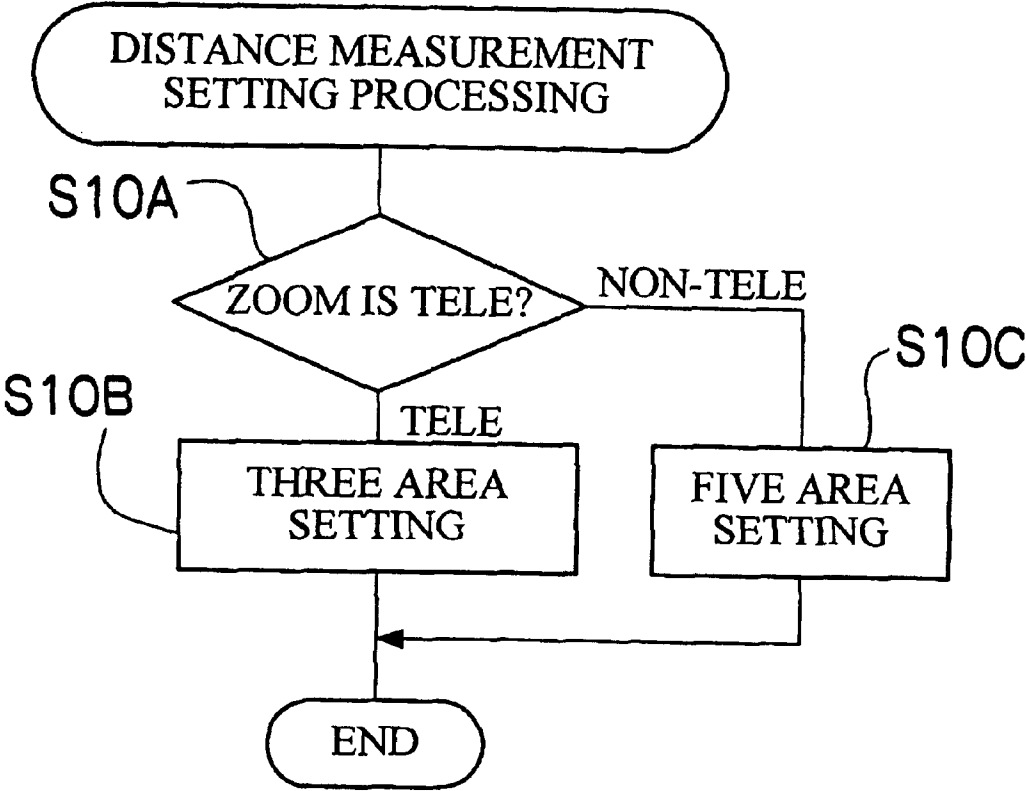 DISTANCE MEASUREMENT
SETTING PROCESSING
S10A
ZOOM IS TELE?
NON-TELE
S10C
S10B
TELE
THREE AREA
SETTING
FIVE AREA
SETTING
END